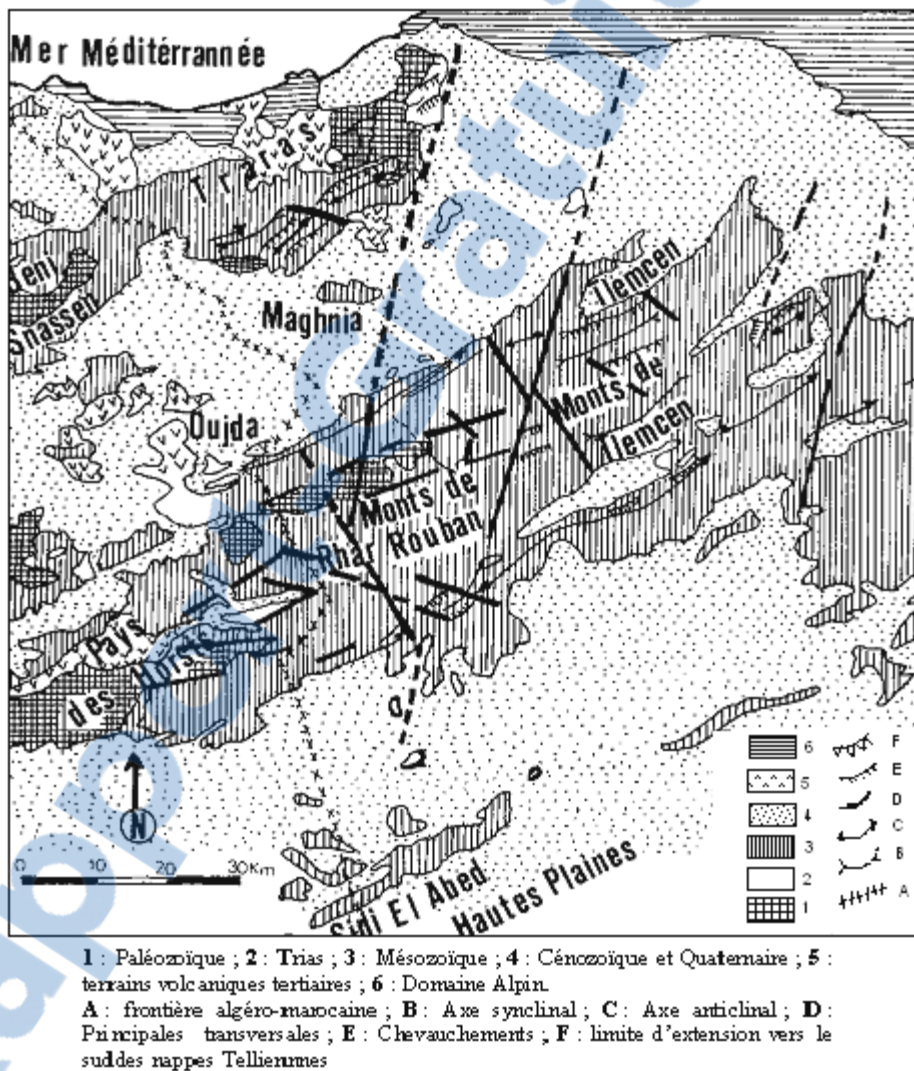 Mer Méditérrannée
Traras
Beni
Snassen
Maghnia
Tlemcen
Oujda
Monts de
Tlemcen
Monts de
Rhar Rouban
Pays
des Horsts
N
0 10 20 30Km
Sidi El Abed
Hautes Plaines
6 F
5 E
4 D
3 C
2 B
1 A
1 : Paléozoïque ; 2 : Trias ; 3 : Mésozoïque ; 4 : Cénozoïque et Quaternaire ; 5 :
terrains volcaniques tertiaires ; 6 : Domaine Alpin.
A : frontière algéro-marocaine ; B : Axe synclinal ; C : Axe anticlinal ; D :
Principales transversales ; E : Chevauchements ; F : limite d'extension vers le
suddes nappes Telliennes